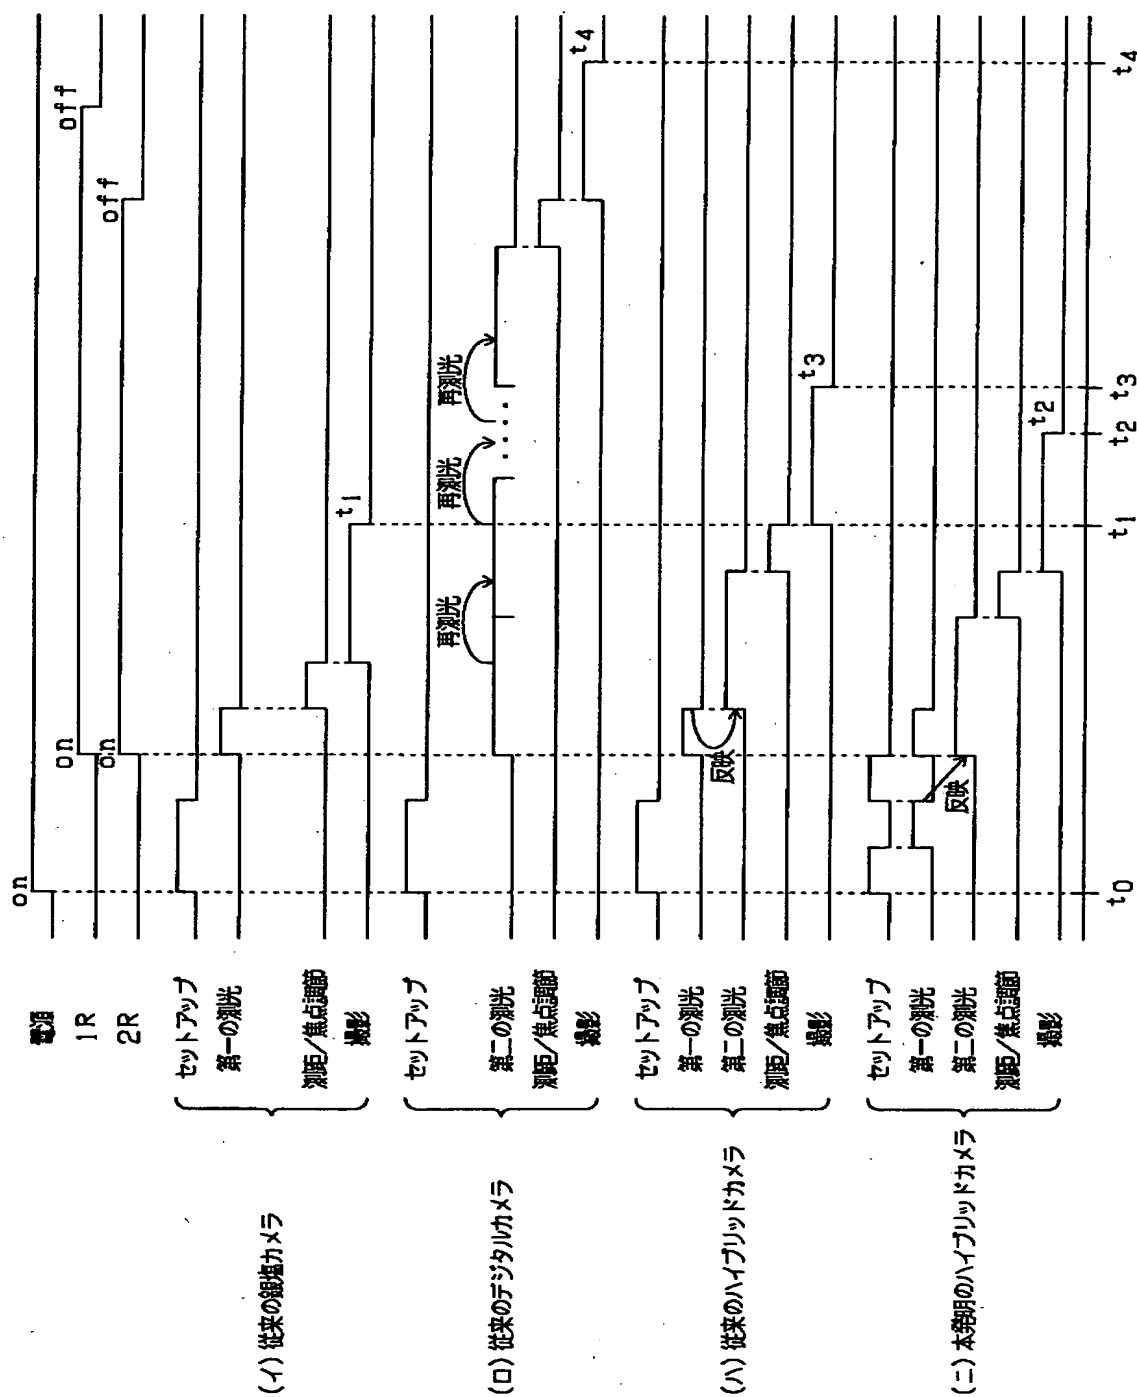 電源
on
1R
on
off
2R
on
off
(イ) 従来の銀塩カメラ
セットアップ
第一の測光
測距/焦点調節
撮影
t1
(ロ) 従来のデジタルカメラ
セットアップ
第二の測光
再測光
再測光
再測光
測距/焦点調節
撮影
t4
(ハ) 従来のハイブリッドカメラ
セットアップ
第一の測光
第二の測光
反映
測距/焦点調節
撮影
t3
(ニ) 本発明のハイブリッドカメラ
セットアップ
第一の測光
第二の測光
反映
測距/焦点調節
撮影
t2
t0
t1
t2
t3
t4